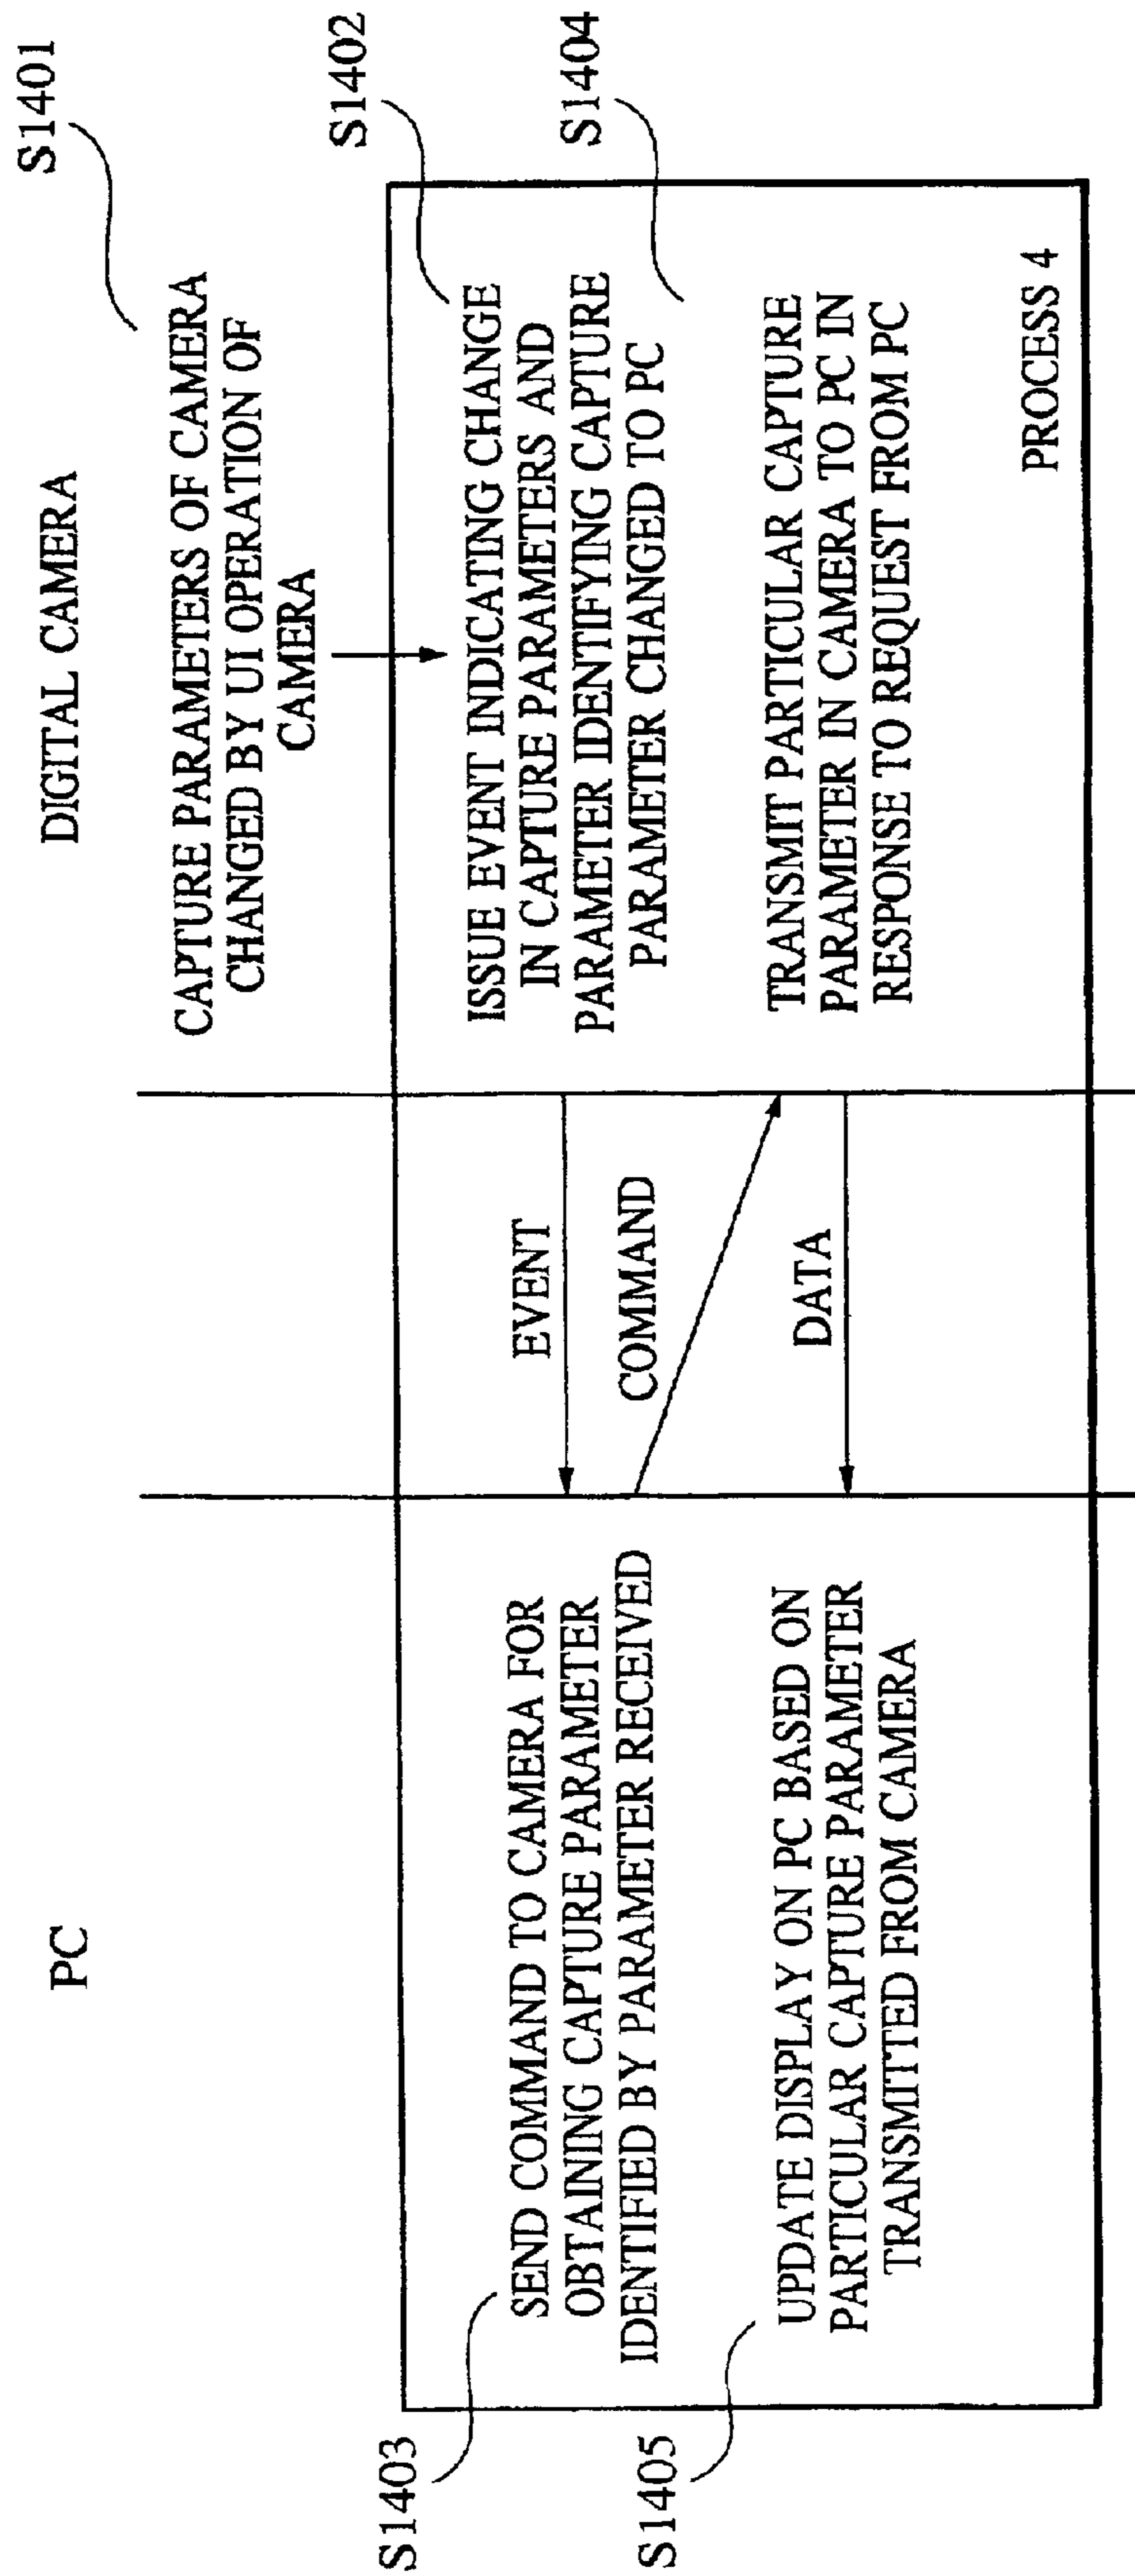 PC
DIGITAL CAMERA
S1401
CAPTURE PARAMETERS OF CAMERA
CHANGED BY UI OPERATION OF
CAMERA
S1402
ISSUE EVENT INDICATING CHANGE
IN CAPTURE PARAMETERS AND
PARAMETER IDENTIFYING CAPTURE
PARAMETER CHANGED TO PC
EVENT
S1403
SEND COMMAND TO CAMERA FOR
OBTAINING CAPTURE PARAMETER
IDENTIFIED BY PARAMETER RECEIVED
COMMAND
S1404
TRANSMIT PARTICULAR CAPTURE
PARAMETER IN CAMERA TO PC IN
RESPONSE TO REQUEST FROM PC
DATA
S1405
UPDATE DISPLAY ON PC BASED ON
PARTICULAR CAPTURE PARAMETER
TRANSMITTED FROM CAMERA
PROCESS 4